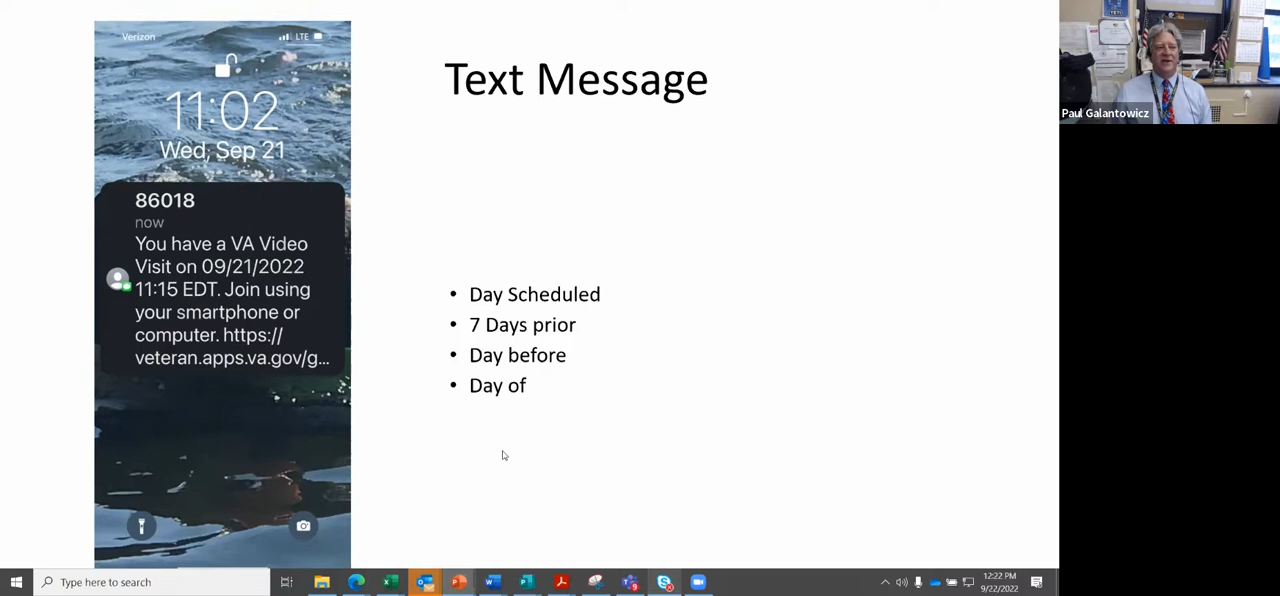 Verizon
LTE
11:02
Wed, Sep 21
86018
now
You have a VA Video
Visit on 09/21/2022
11:15 EDT. Join using
your smartphone or
computer. https://
veteran.apps.va.gov/g...
Text Message
• Day Scheduled
• 7 Days prior
• Day before
• Day of
Paul Galantowicz
Type here to search
12:22 PM
9/22/2022